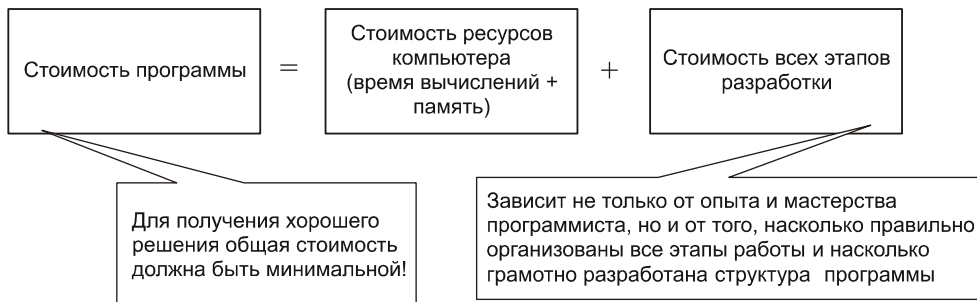 Стоимость программы
=
Стоимость ресурсов
компьютера
(время вычислений +
память)
+
Стоимость всех этапов
разработки
Для получения хорошего
решения общая стоимость
должна быть минимальной!
Зависит не только от опыта и мастерства
программиста, но и от того, насколько правильно
организованы все этапы работы и насколько
грамотно разработана структура программы